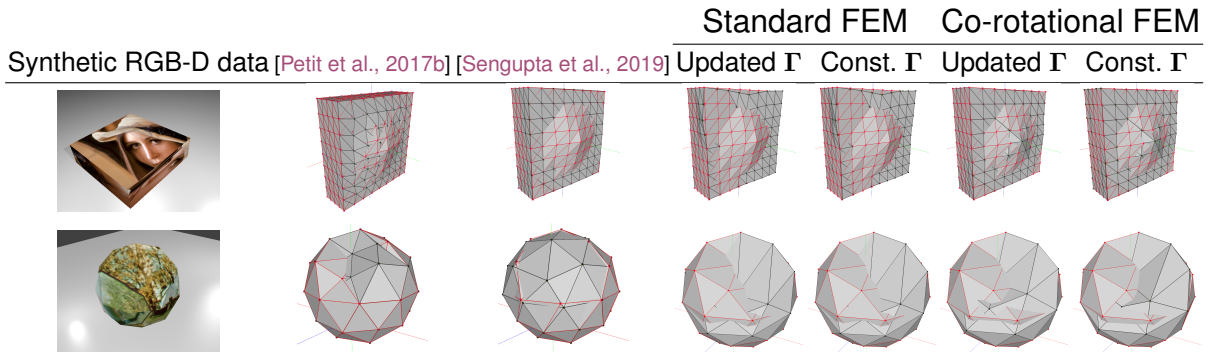 Standard FEM Co-rotational FEM
Synthetic RGB-D data [Petit et al., 2017b] [Sengupta et al., 2019] Updated Γ Const. Γ Updated Γ Const. Γ